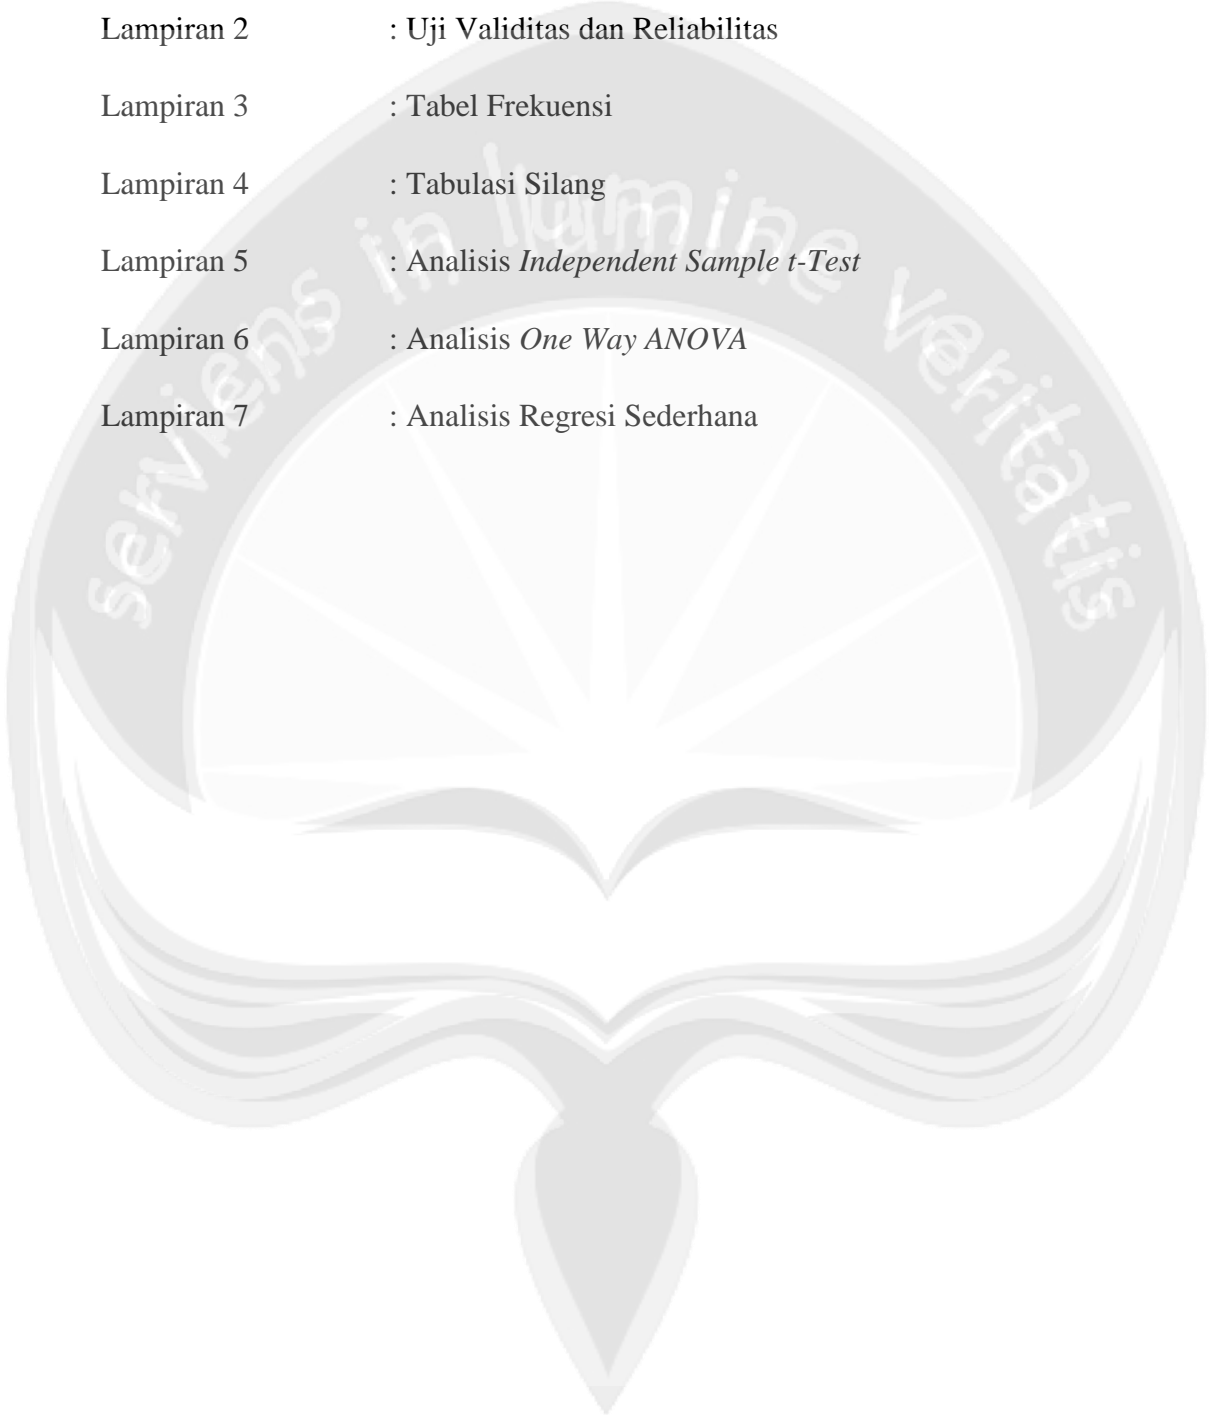 Lampiran 2 : Uji Validitas dan Reliabilitas
Lampiran 3 : Tabel Frekuensi
Lampiran 4 : Tabulasi Silang
Lampiran 5 : Analisis Independent Sample t-Test
Lampiran 6 : Analisis One Way ANOVA
Lampiran 7 : Analisis Regresi Sederhana
serviens in lumine veritatis